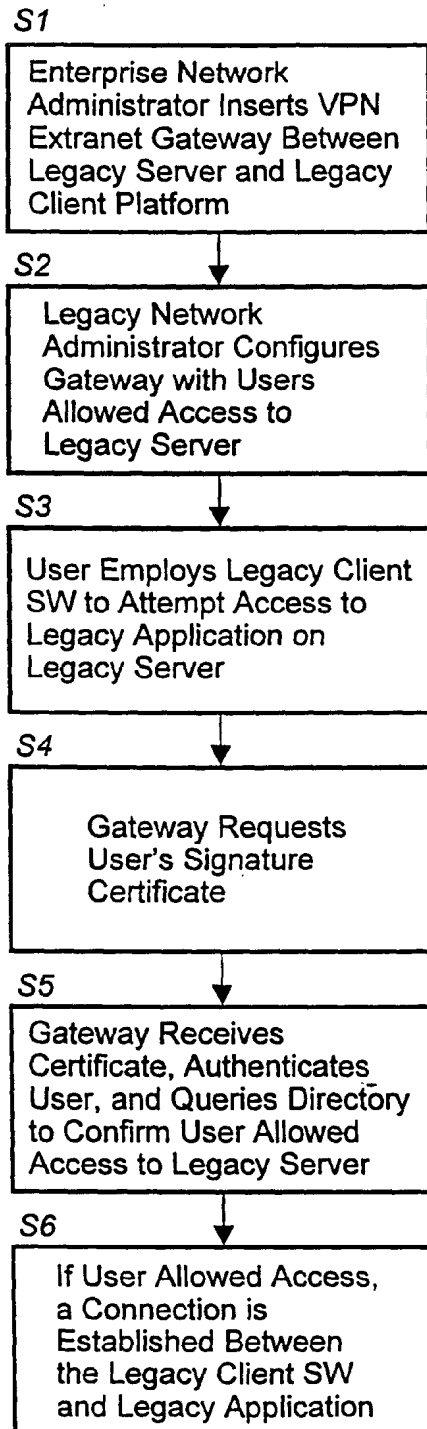 S1
Enterprise Network
Administrator Inserts VPN
Extranet Gateway Between
Legacy Server and Legacy
Client Platform
S2
Legacy Network
Administrator Configures
Gateway with Users
Allowed Access to
Legacy Server
S3
User Employs Legacy Client
SW to Attempt Access to
Legacy Application on
Legacy Server
S4
Gateway Requests
User's Signature
Certificate
S5
Gateway Receives
Certificate, Authenticates
User, and Queries Directory
to Confirm User Allowed
Access to Legacy Server
S6
If User Allowed Access,
a Connection is
Established Between
the Legacy Client SW
and Legacy Application